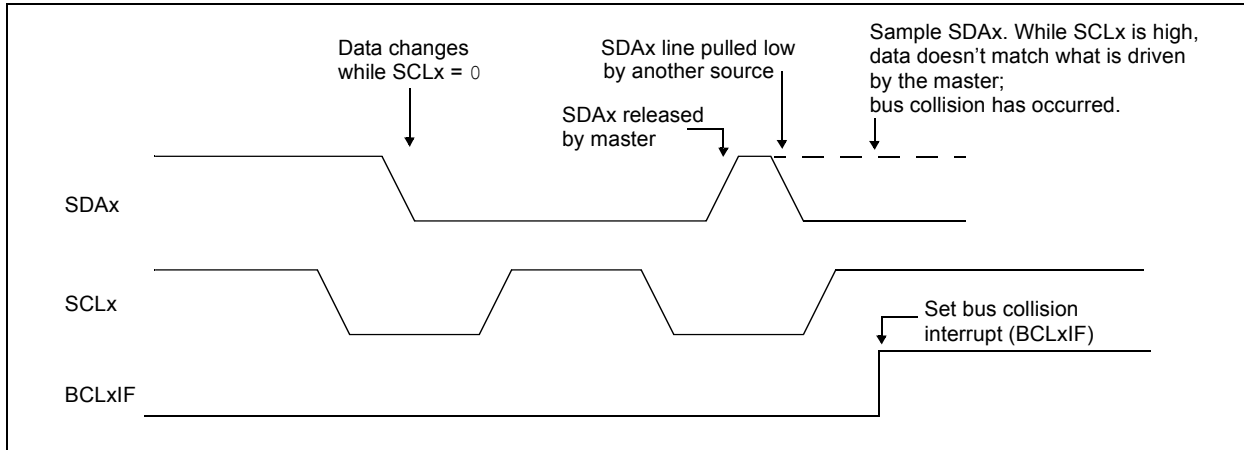 Data changes
while SCLx = 0
SDAx line pulled low
by another source
SDAx released
by master
Sample SDAx. While SCLx is high,
data doesn’t match what is driven
by the master;
bus collision has occurred.
SDAx
SCLx
Set bus collision
interrupt (BCLxIF)
BCLxIF